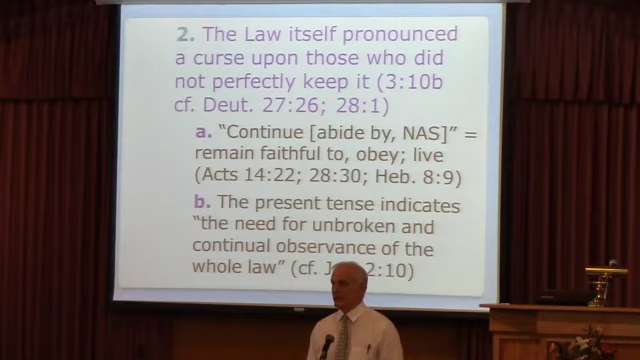 2. The Law itself pronounced
a curse upon those who did
not perfectly keep it (3:10b
cf. Deut. 27:26; 28:1)
a. “Continue [abide by, NAS]” =
remain faithful to, obey; live
(Acts 14:22; 28:30; Heb. 8:9)
b. The present tense indicates
“the need for unbroken and
continual observance of the
whole law” (cf. 2:10)